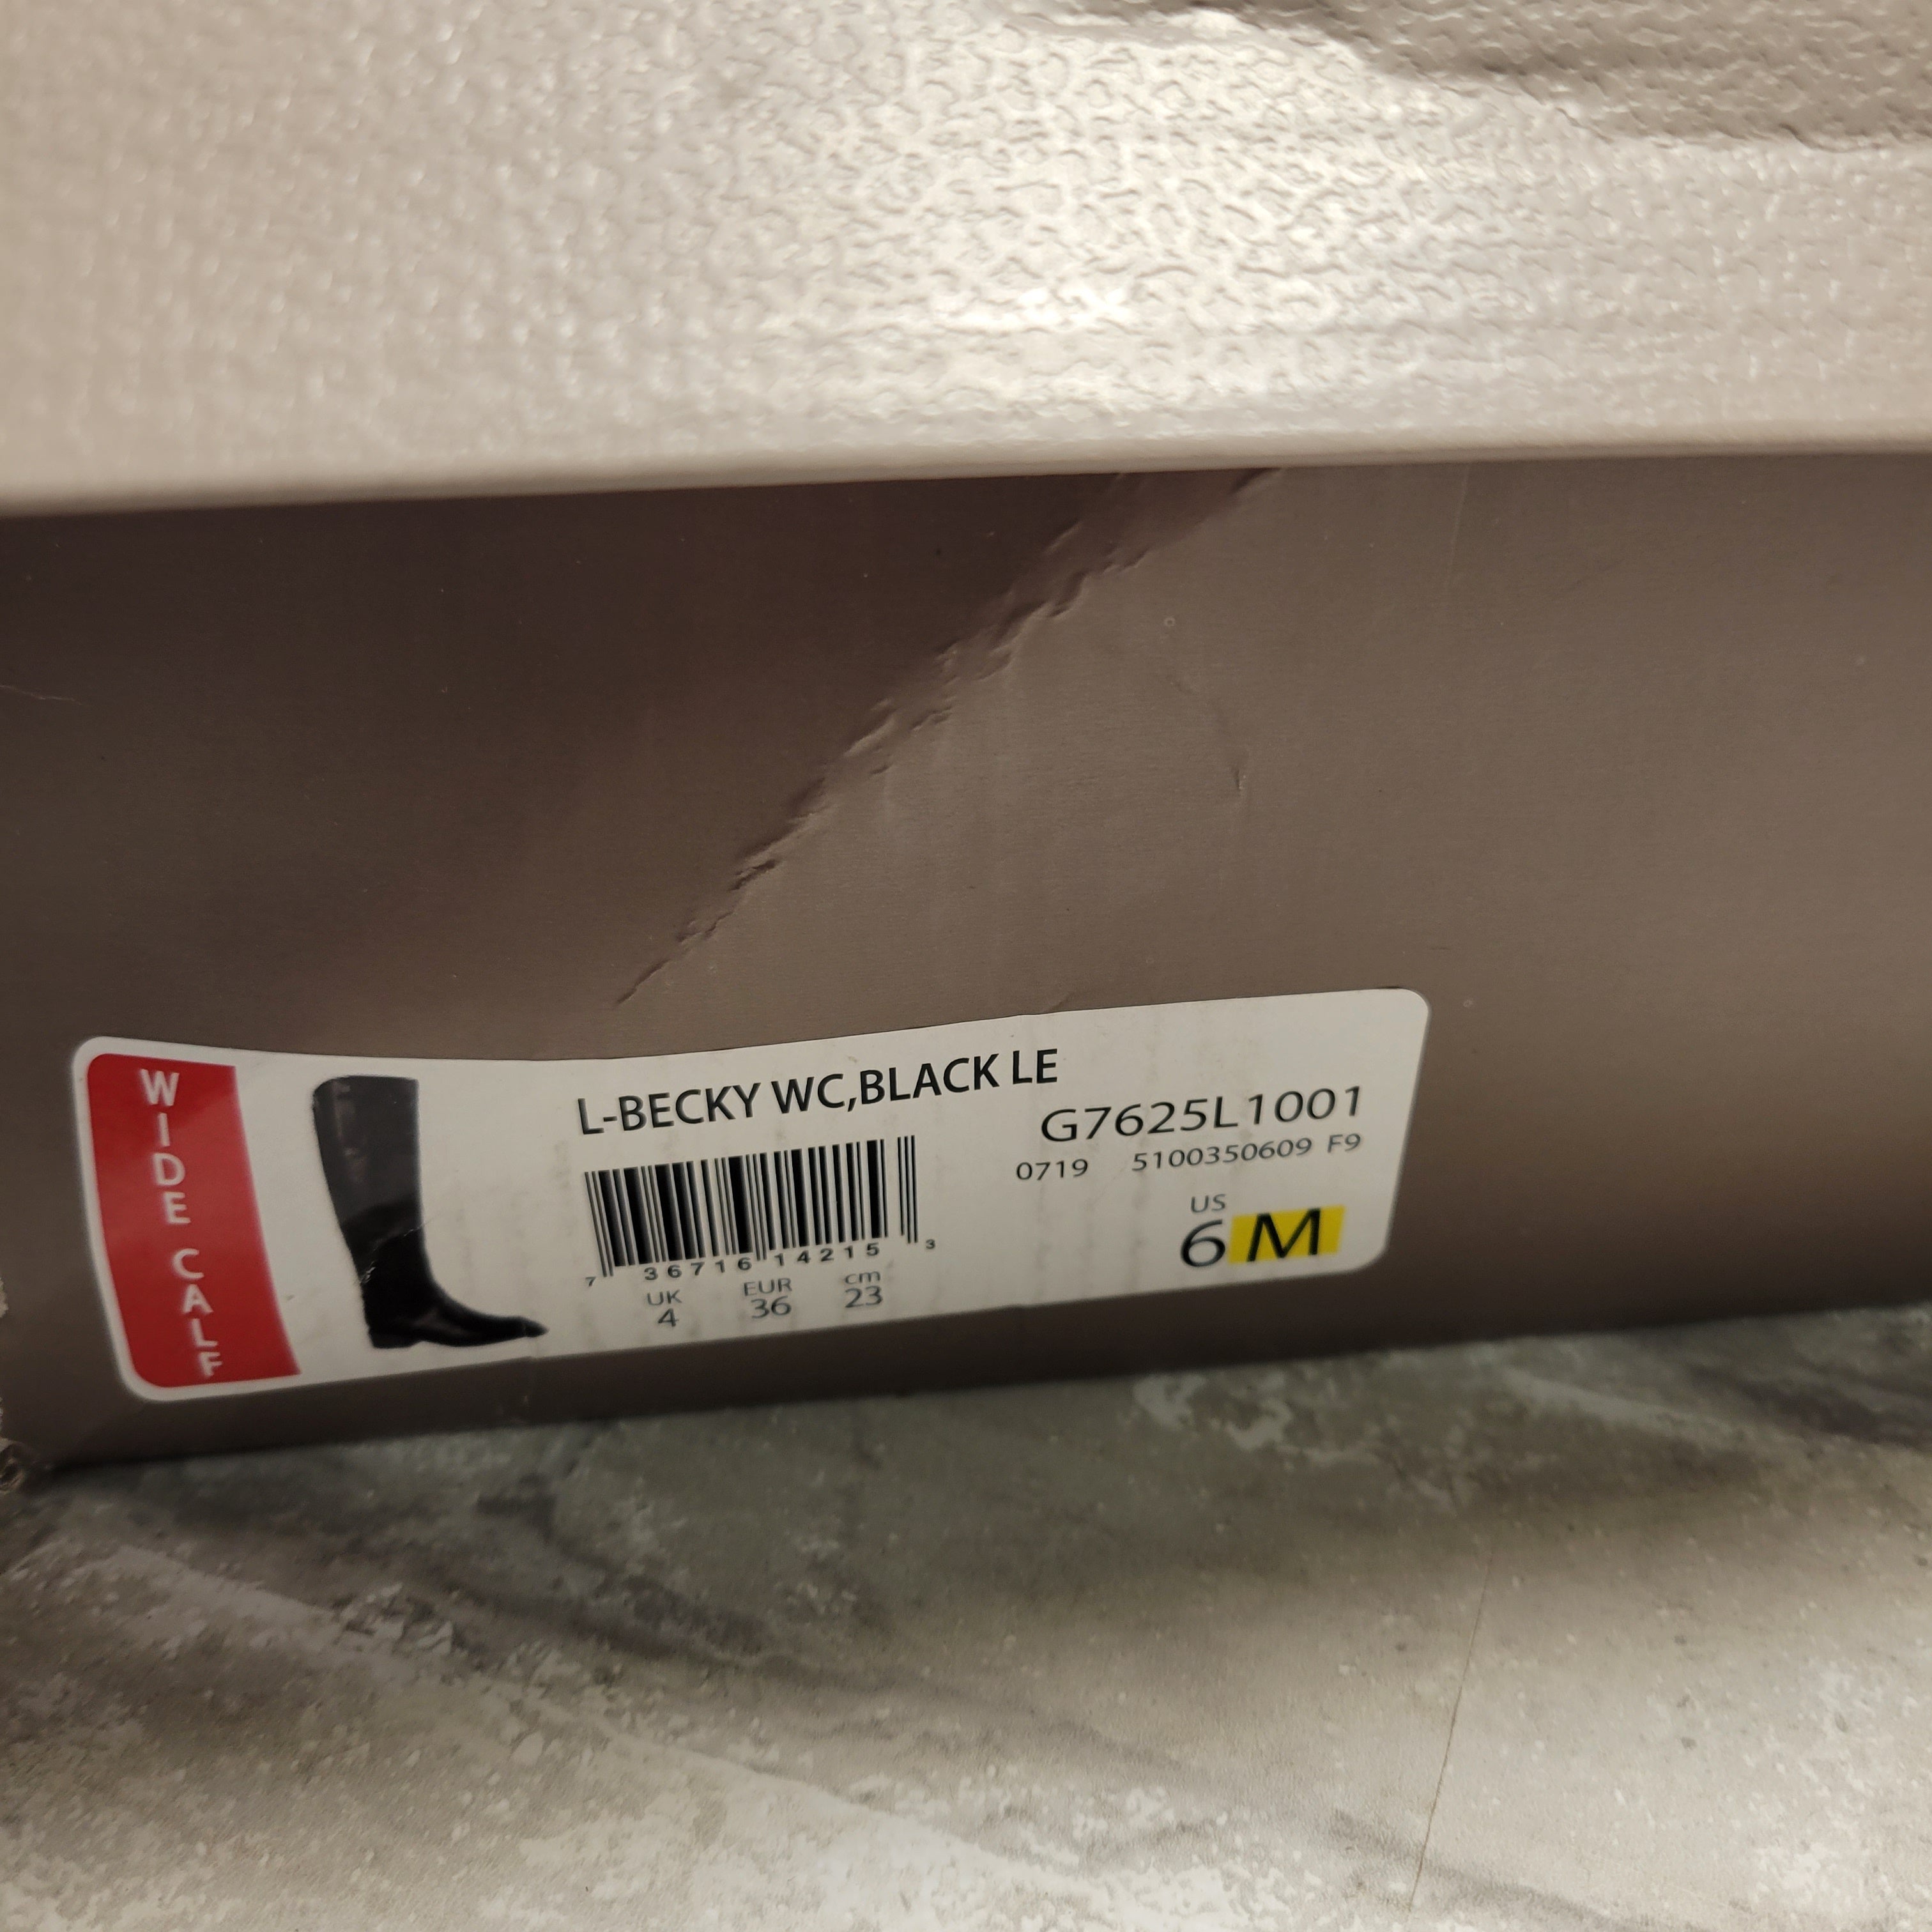 WIDE CALF
L-BECKY WC,BLACK LE
G7625L1001
0719 5100350609 F9
7 36716 14215 3
US
6 M
UK EUR cm
4 36 23